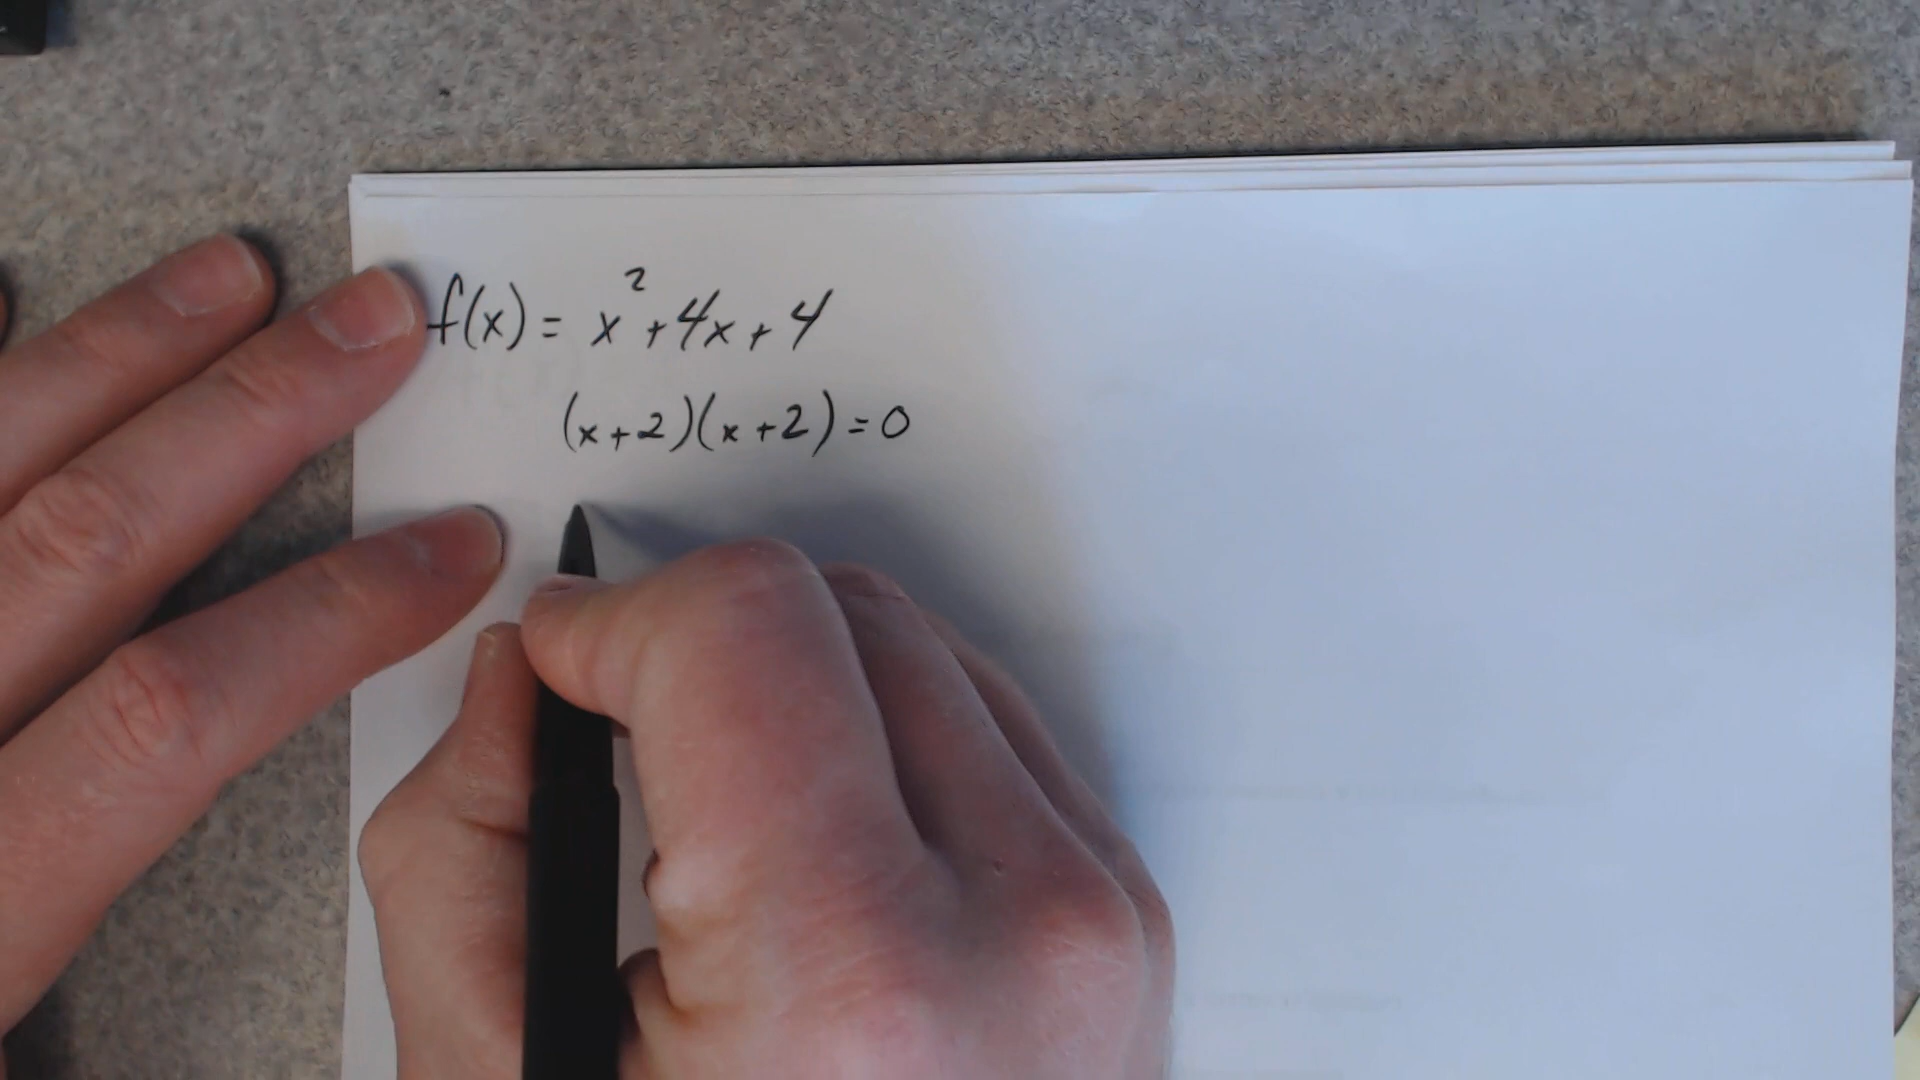 f(x) = x² + 4x + 4
(x + 2)(x + 2) = 0